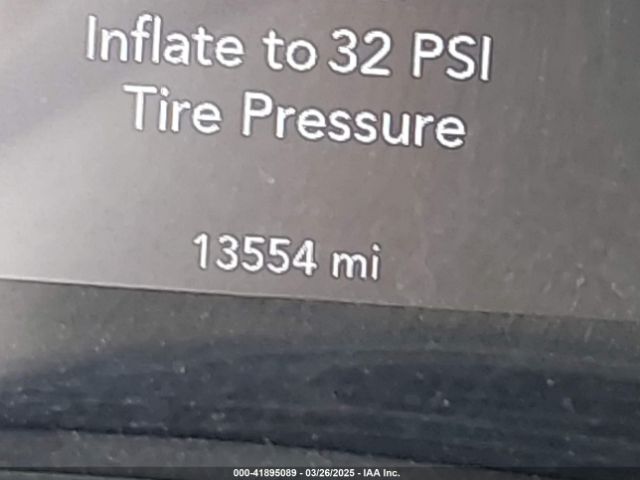 Inflate to 32 PSI
Tire Pressure
13554 mi
000-41895089 - 03/26/2025 - IAA Inc.